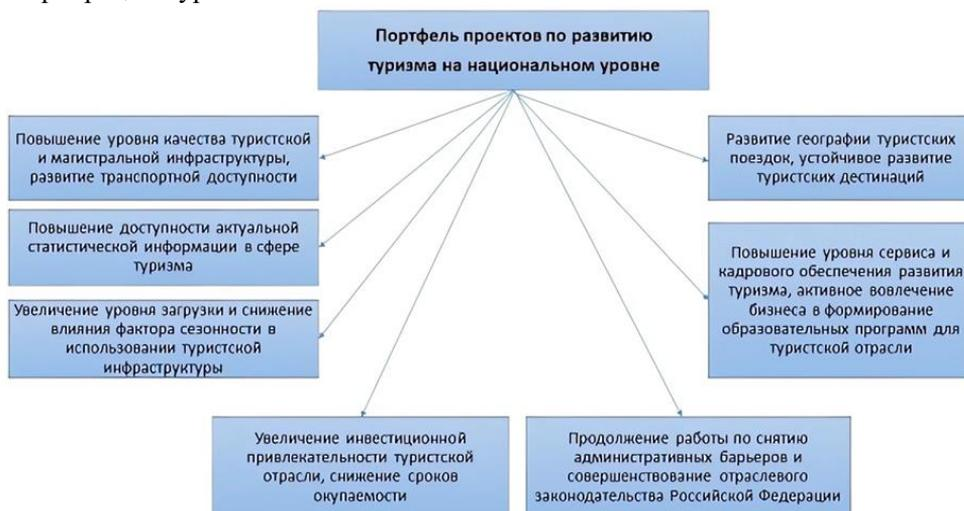 Портфель проектов по развитию
туризма на национальном уровне
Повышение уровня качества туристской
и магистральной инфраструктуры,
развитие транспортной доступности
Развитие географии туристских
поездок, устойчивое развитие
туристских дестинаций
Повышение доступности актуальной
статистической информации в сфере
туризма
Повышение уровня сервиса и
кадрового обеспечения развития
туризма, активное вовлечение
бизнеса в формирование
образовательных программ для
туристской отрасли
Увеличение уровня загрузки и снижение
влияния фактора сезонности в
использовании туристской
инфраструктуры
Увеличение инвестиционной
привлекательности туристской
отрасли, снижение сроков
окупаемости
Продолжение работы по снятию
административных барьеров и
совершенствование отраслевого
законодательства Российской Федерации